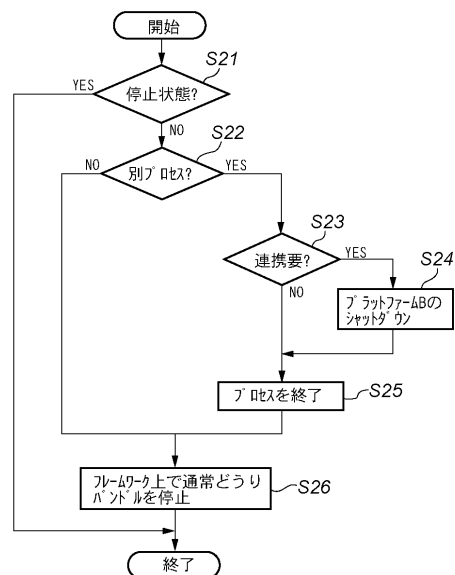 開始
S21
停止状態?
YES
NO
S22
別ﾌﾟﾛｾｽ?
NO
YES
S23
連携要?
YES
NO
S24
ﾌﾟﾗｯﾄﾌｧｰﾑBの
ｼｬｯﾄﾀﾞｳﾝ
ﾌﾟﾛｾｽを終了
S25
ﾌﾚｰﾑﾜｰｸ上で通常どうり
ﾊﾞﾝﾄﾞﾙを停止
S26
終了